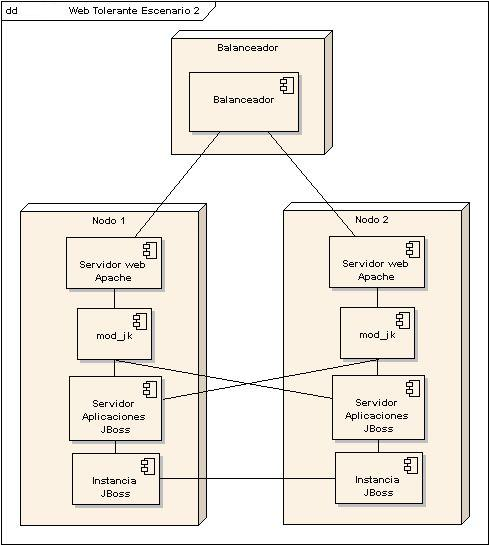 dd Web Tolerante Escenario 2
Balanceador
Balanceador
Nodo 1
Servidor web
Apache
mod_jk
Servidor
Aplicaciones
JBoss
Instancia
JBoss
Nodo 2
Servidor web
Apache
mod_jk
Servidor
Aplicaciones
JBoss
Instancia
JBoss